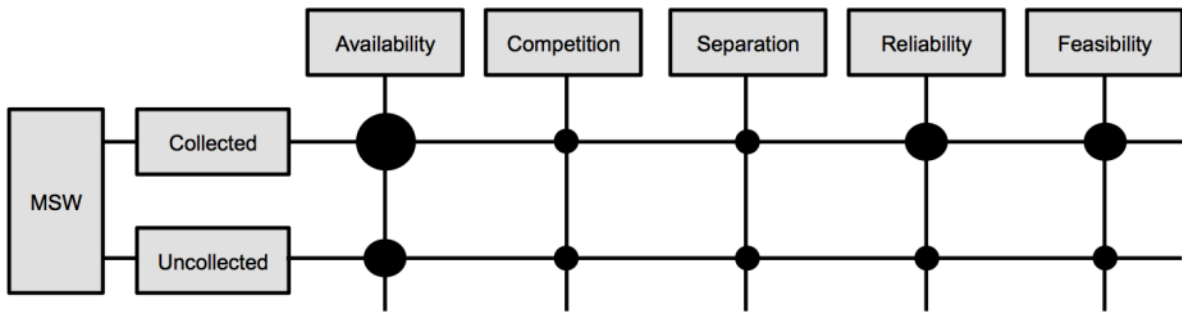 Availability
Competition
Separation
Reliability
Feasibility
Collected
MSW
Uncollected